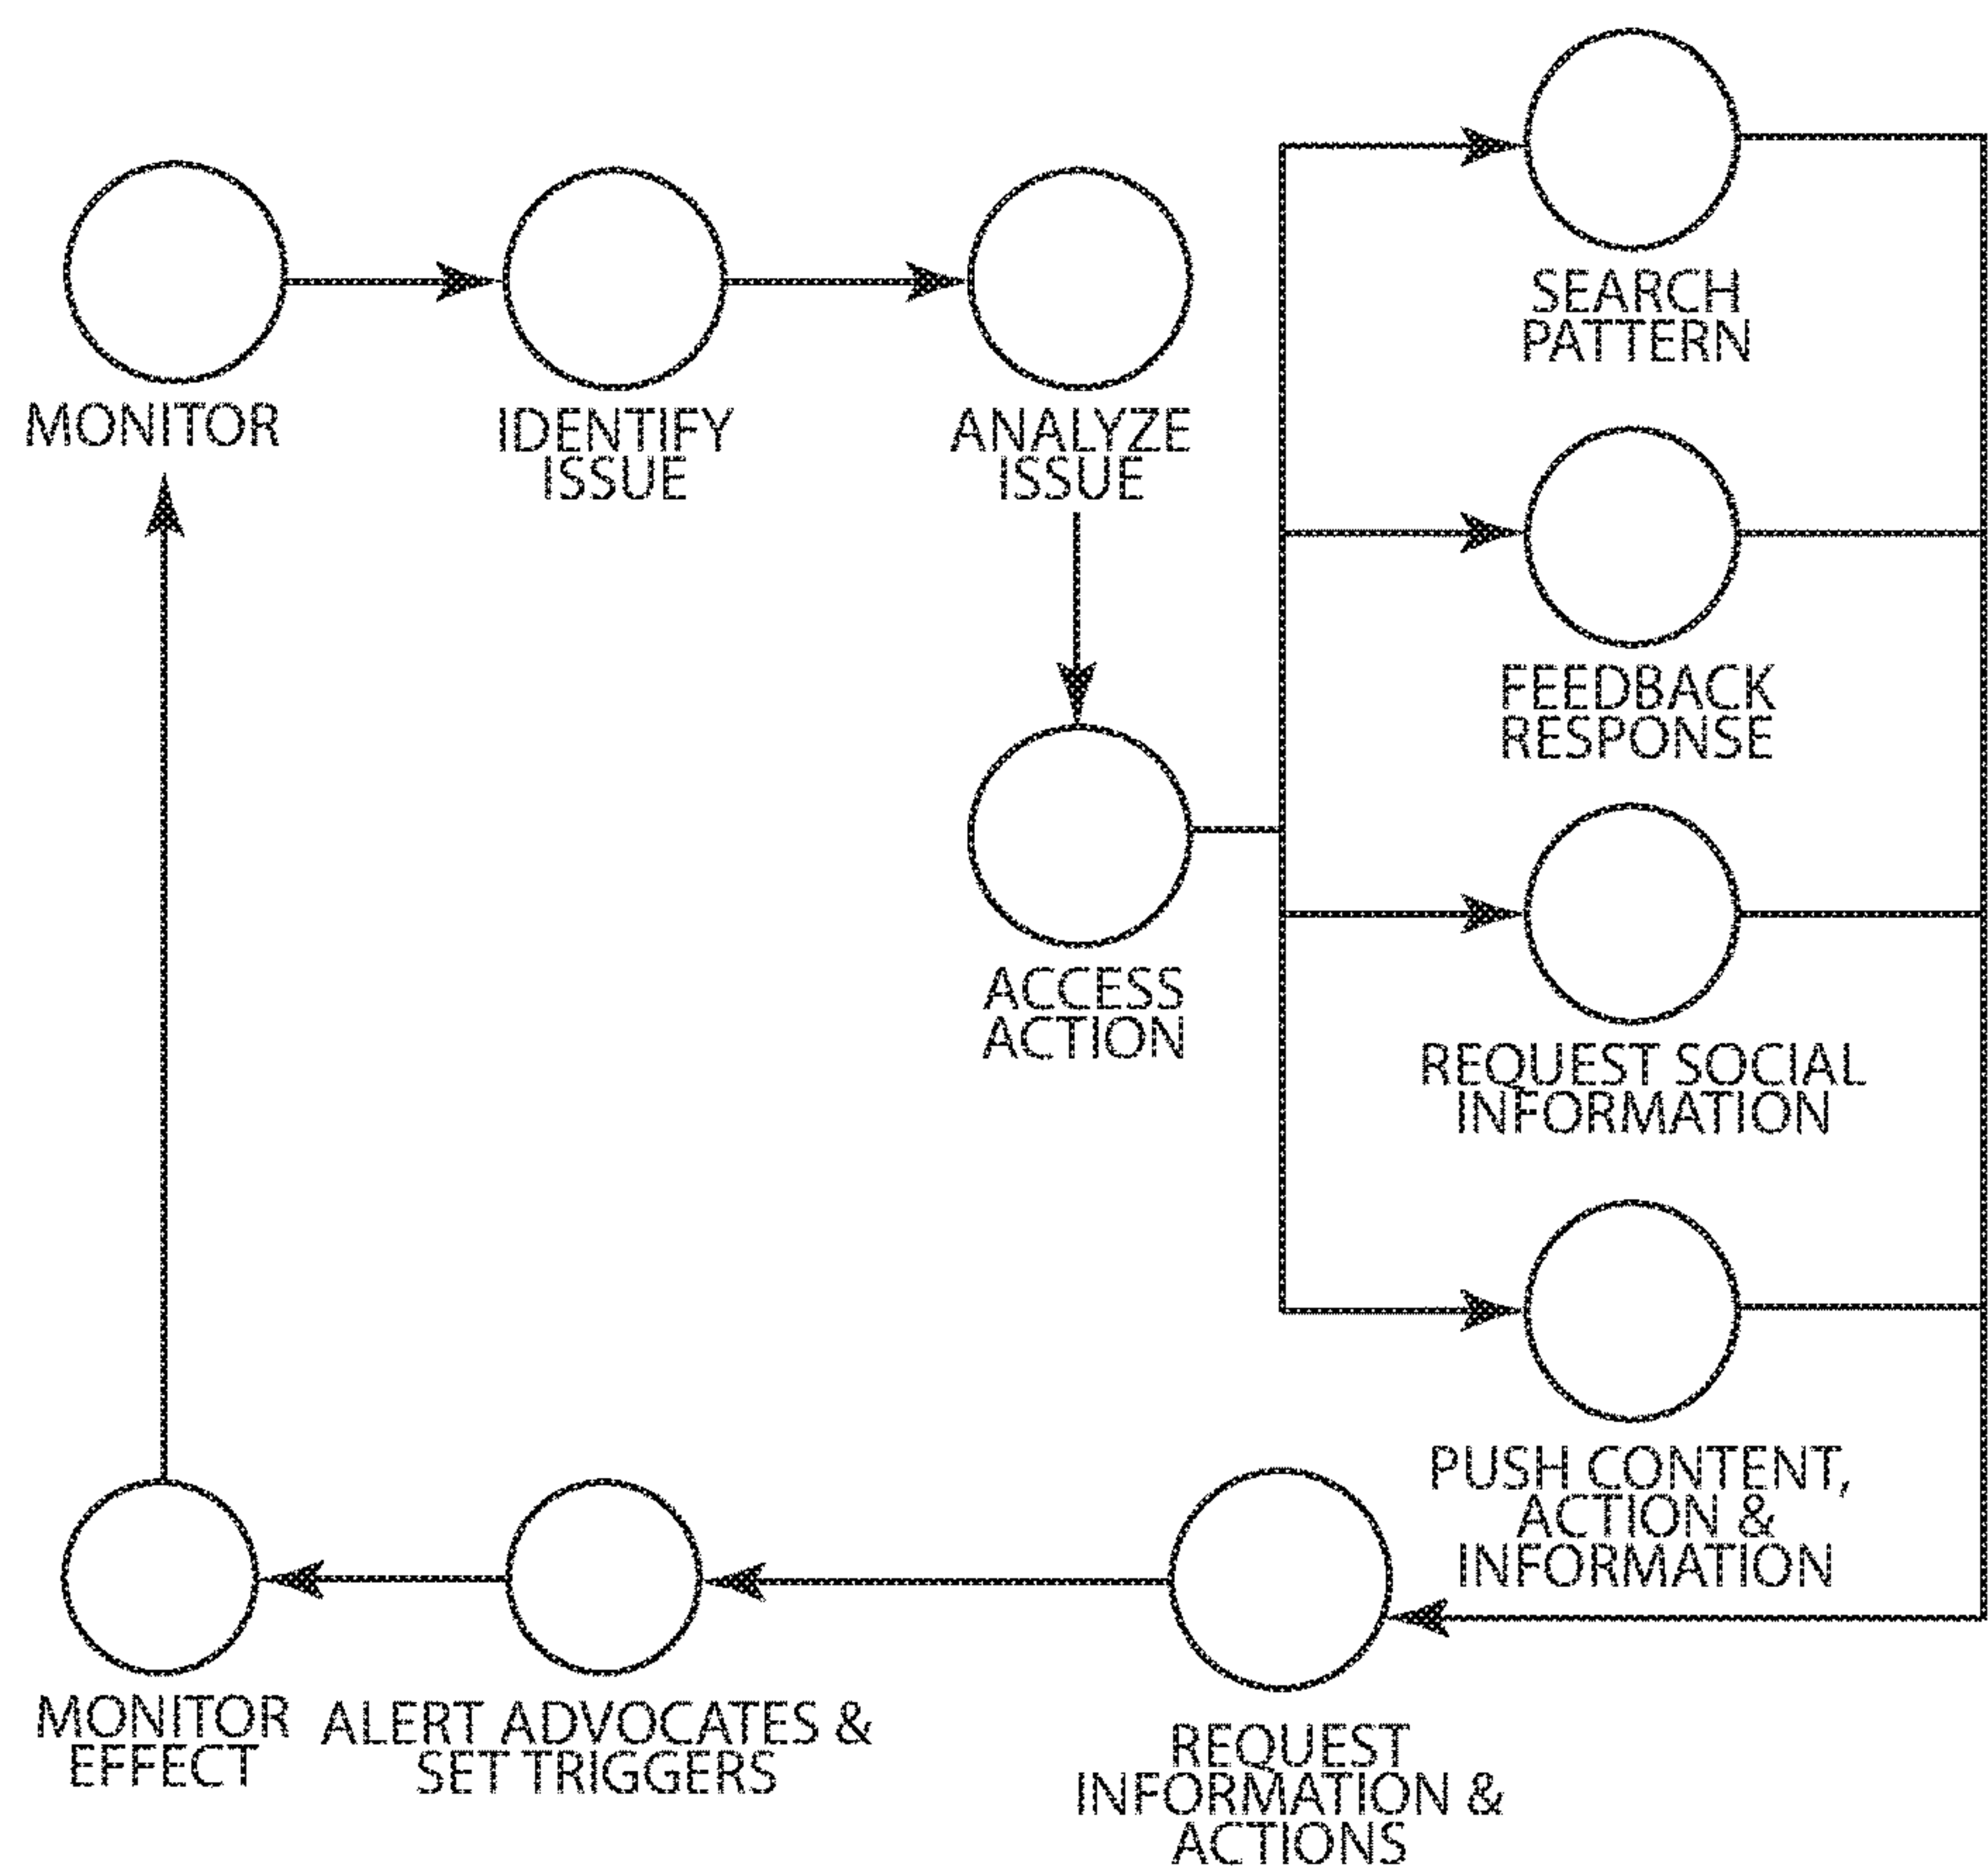 MONITOR
IDENTIFY
ISSUE
ANALYZE
ISSUE
SEARCH
PATTERN
FEEDBACK
RESPONSE
ACCESS
ACTION
REQUEST SOCIAL
INFORMATION
PUSH CONTENT,
ACTION &
INFORMATION
MONITOR
EFFECT
ALERT ADVOCATES &
SET TRIGGERS
REQUEST
INFORMATION &
ACTIONS